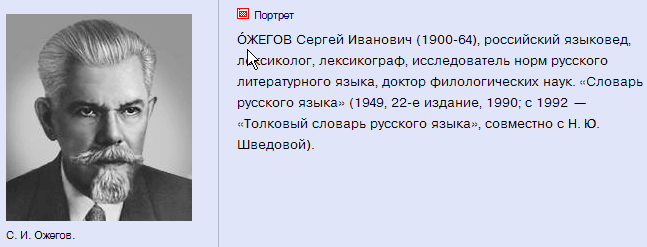 Портрет
О́ЖЕГОВ Сергей Иванович (1900-64), российский языковед,
лексиколог, лексикограф, исследователь норм русского
литературного языка, доктор филологических наук. «Словарь
русского языка» (1949, 22-е издание, 1990; с 1992 —
«Толковый словарь русского языка», совместно с Н. Ю.
Шведовой).
С. И. Ожегов.